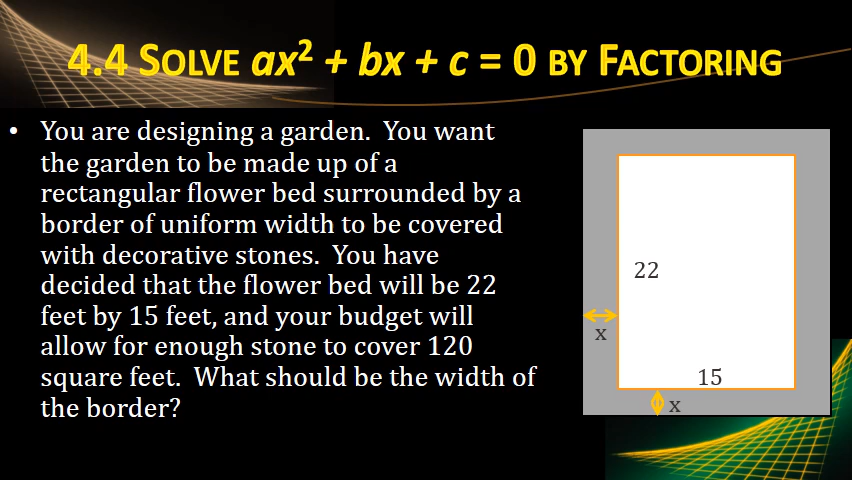 4.4 SOLVE ax² + bx + c = 0 BY FACTORING
• You are designing a garden.  You want
the garden to be made up of a
rectangular flower bed surrounded by a
border of uniform width to be covered
with decorative stones.  You have
decided that the flower bed will be 22
feet by 15 feet, and your budget will
allow for enough stone to cover 120
square feet.  What should be the width of
the border?
22
x
15
x